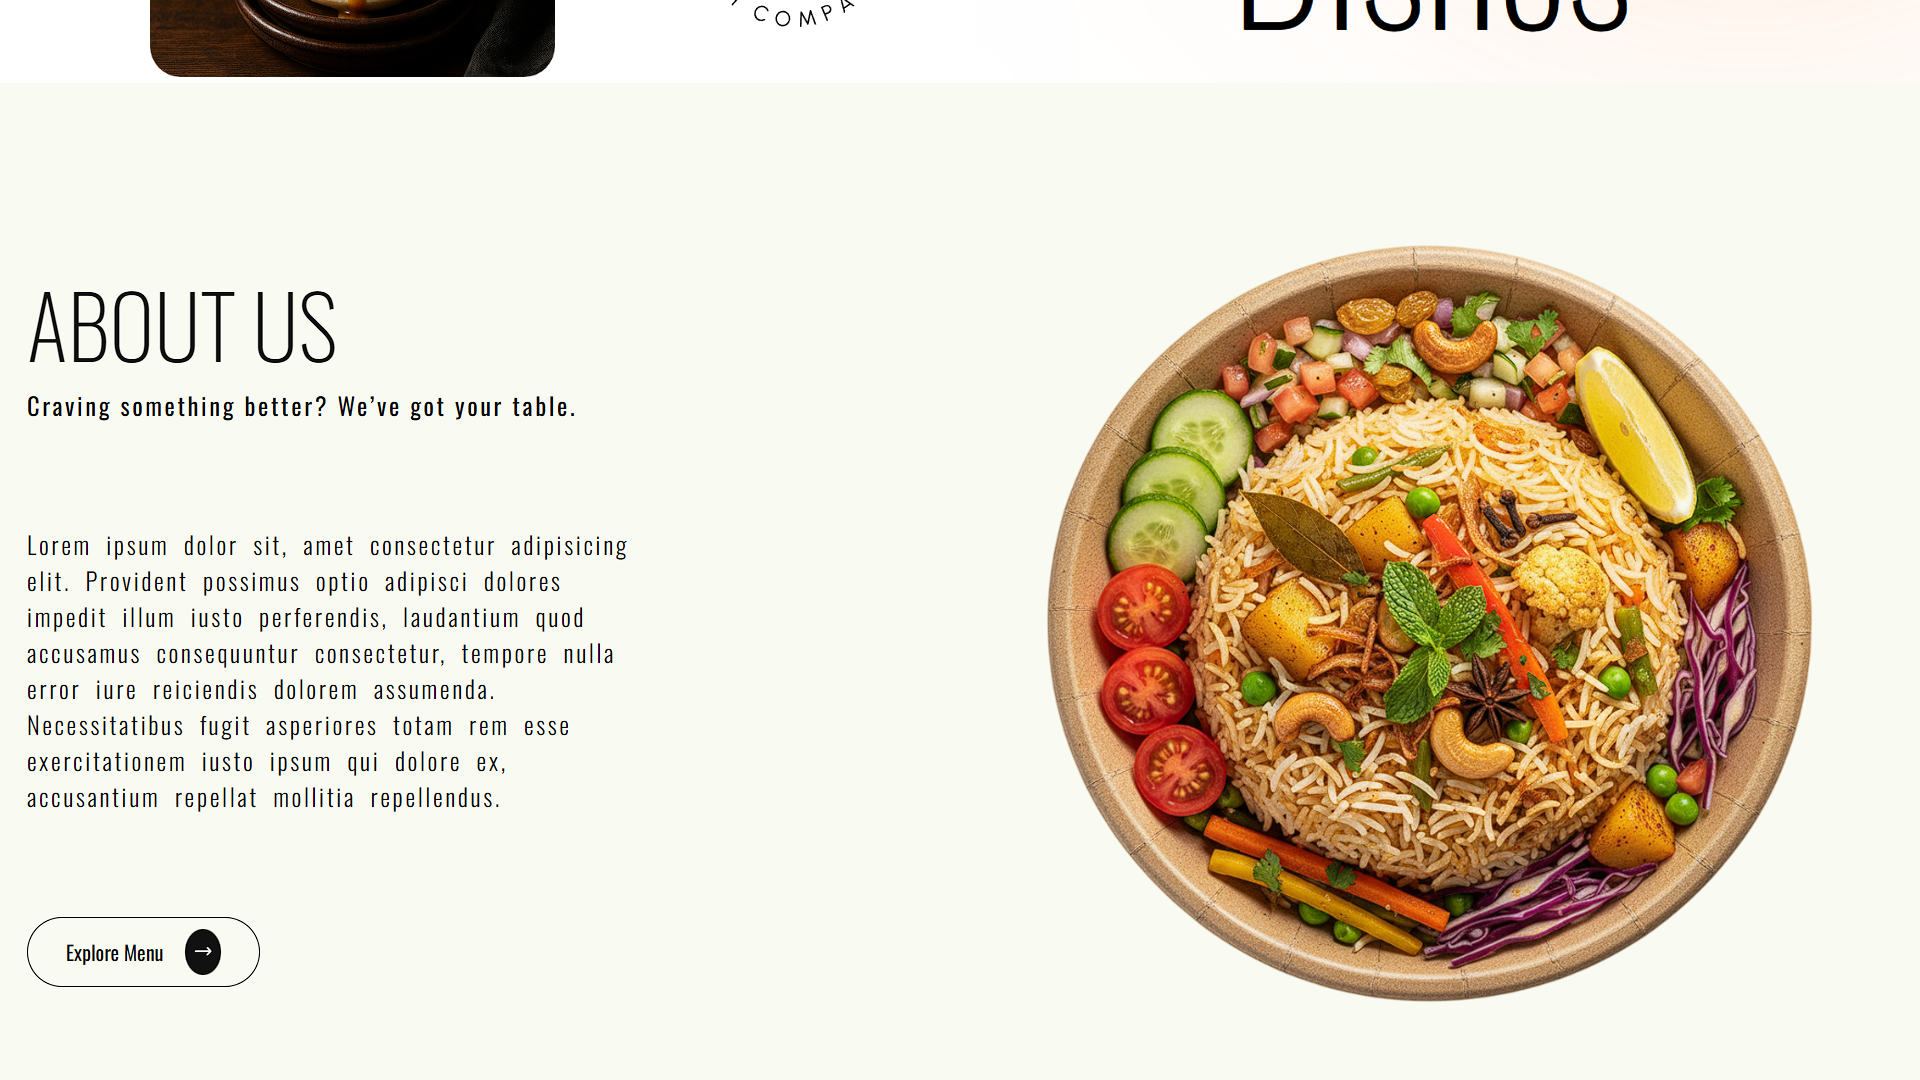 COMPA
Dishes
ABOUT US
Craving something better? We’ve got your table.
Lorem ipsum dolor sit, amet consectetur adipisicing
elit. Provident possimus optio adipisci dolores
impedit illum iusto perferendis, laudantium quod
accusamus consequuntur consectetur, tempore nulla
error iure reiciendis dolorem assumenda.
Necessitatibus fugit asperiores totam rem esse
exercitationem iusto ipsum qui dolore ex,
accusantium repellat mollitia repellendus.
Explore Menu →